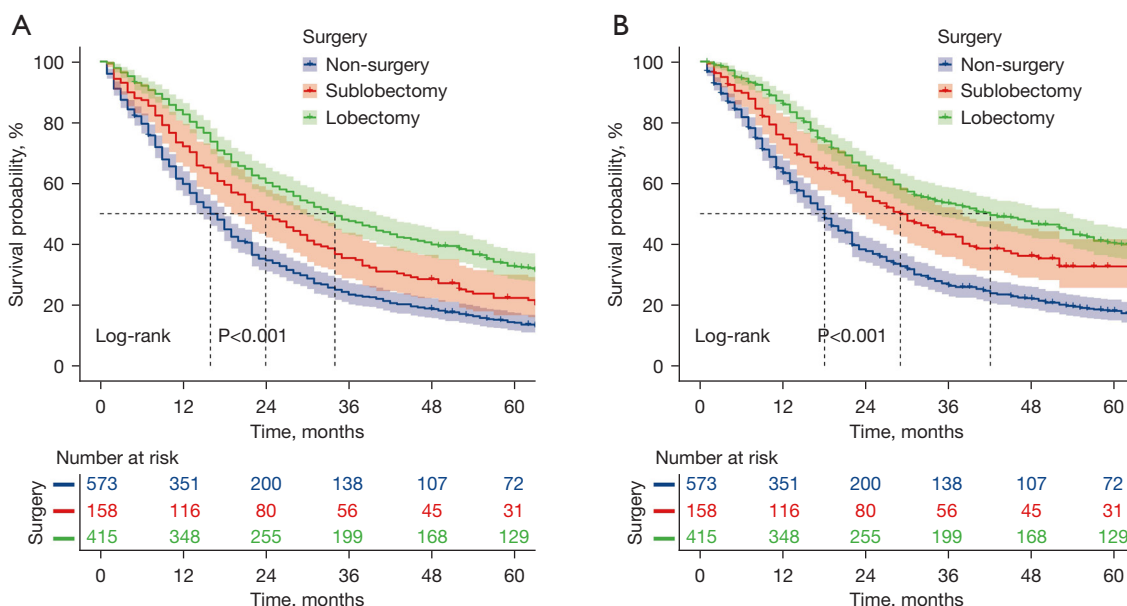 A
Surgery
Non-surgery
Sublobectomy
Lobectomy
Survival probability, %
100
80
60
40
20
0
Log-rank P<0.001
0 12 24 36 48 60
Time, months
Number at risk
Surgery
573 351 200 138 107 72
158 116 80 56 45 31
415 348 255 199 168 129
0 12 24 36 48 60
Time, months
B
Surgery
Non-surgery
Sublobectomy
Lobectomy
Survival probability, %
100
80
60
40
20
0
Log-rank P<0.001
0 12 24 36 48 60
Time, months
Number at risk
Surgery
573 351 200 138 107 72
158 116 80 56 45 31
415 348 255 199 168 129
0 12 24 36 48 60
Time, months